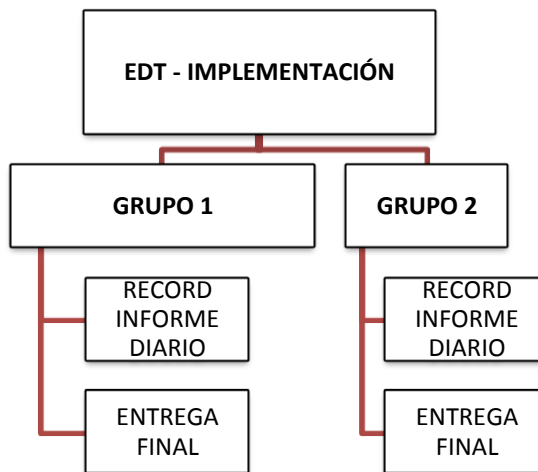 EDT - IMPLEMENTACIÓN
GRUPO 1
RECORD
INFORME
DIARIO
ENTREGA
FINAL
GRUPO 2
RECORD
INFORME
DIARIO
ENTREGA
FINAL